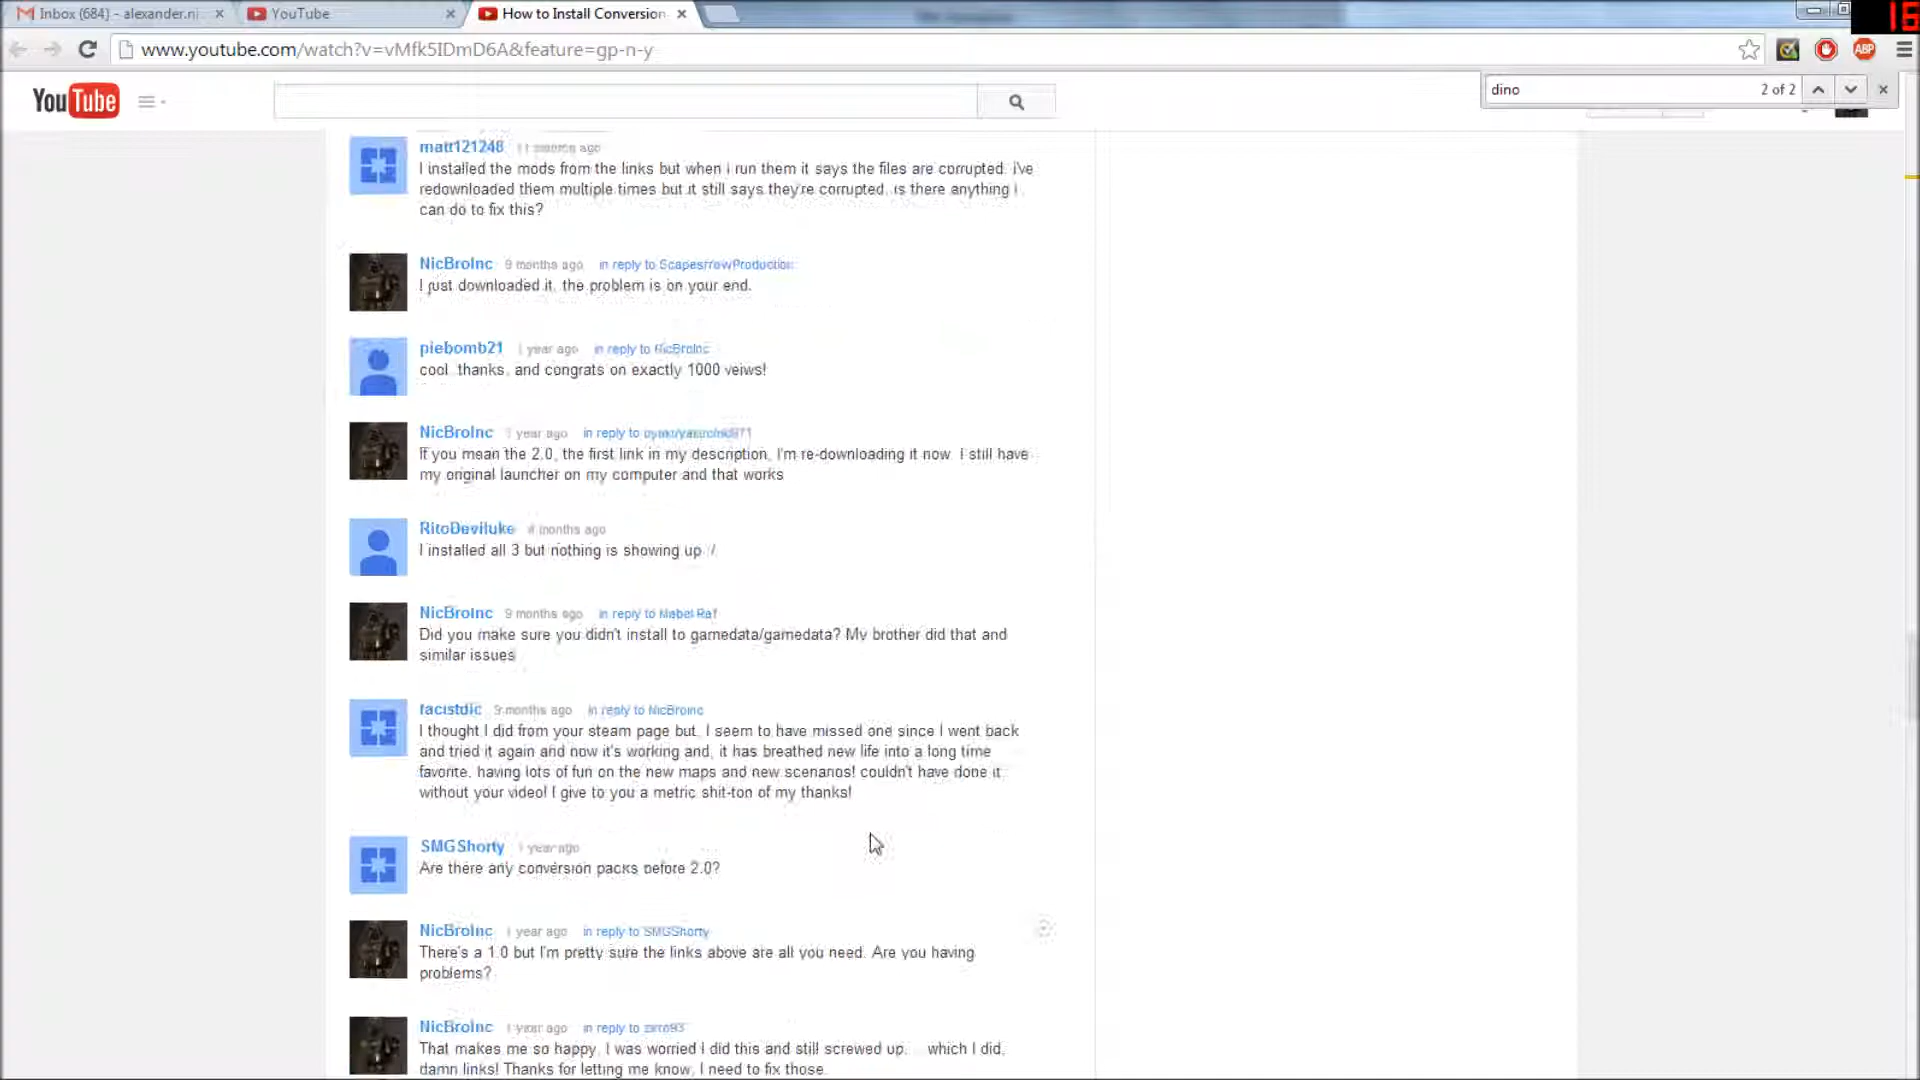 Inbox (684) - alexander.ni
YouTube
How to Install Conversion
16
www.youtube.com/watch?v=vMfk5IDmD6A&feature=gp-n-y
ABP
YouTube
dino
2 of 2
matt121248 11 months ago
I installed the mods from the links but when i run them it says the files are corrupted. i've
redownloaded them multiple times but it still says they're corrupted. is there anything i
can do to fix this?
NicBroInc 9 months ago in reply to
I just downloaded it, the problem is on your end.
piebomb21 1 year ago in reply to NicBroInc
cool thanks, and congrats on exactly 1000 veiws!
NicBroInc 1 year ago in reply to
If you mean the 2.0, the first link in my description, I'm re-downloading it now. I still have
my original launcher on my computer and that works
RitoDeviluke 4 months ago
I installed all 3 but nothing is showing up :/
NicBroInc 9 months ago in reply to Mabel Raf
Did you make sure you didn't install to gamedata/gamedata? My brother did that and
similar issues
facistdic 9 months ago in reply to NicBroInc
I thought I did from your steam page but, I seem to have missed one since I went back
and tried it again and now it's working and, it has breathed new life into a long time
favorite. having lots of fun on the new maps and new scenarios! couldn't have done it
without your video! I give to you a metric shit-ton of my thanks!
SMGShorty 1 year ago
Are there any conversion packs before 2.0?
NicBroInc 1 year ago in reply to SMGShorty
There's a 1.0 but I'm pretty sure the links above are all you need. Are you having
problems?
NicBroInc 1 year ago in reply to
That makes me so happy, I was worried I did this and still screwed up.... which I did,
damn links! Thanks for letting me know, I need to fix those.